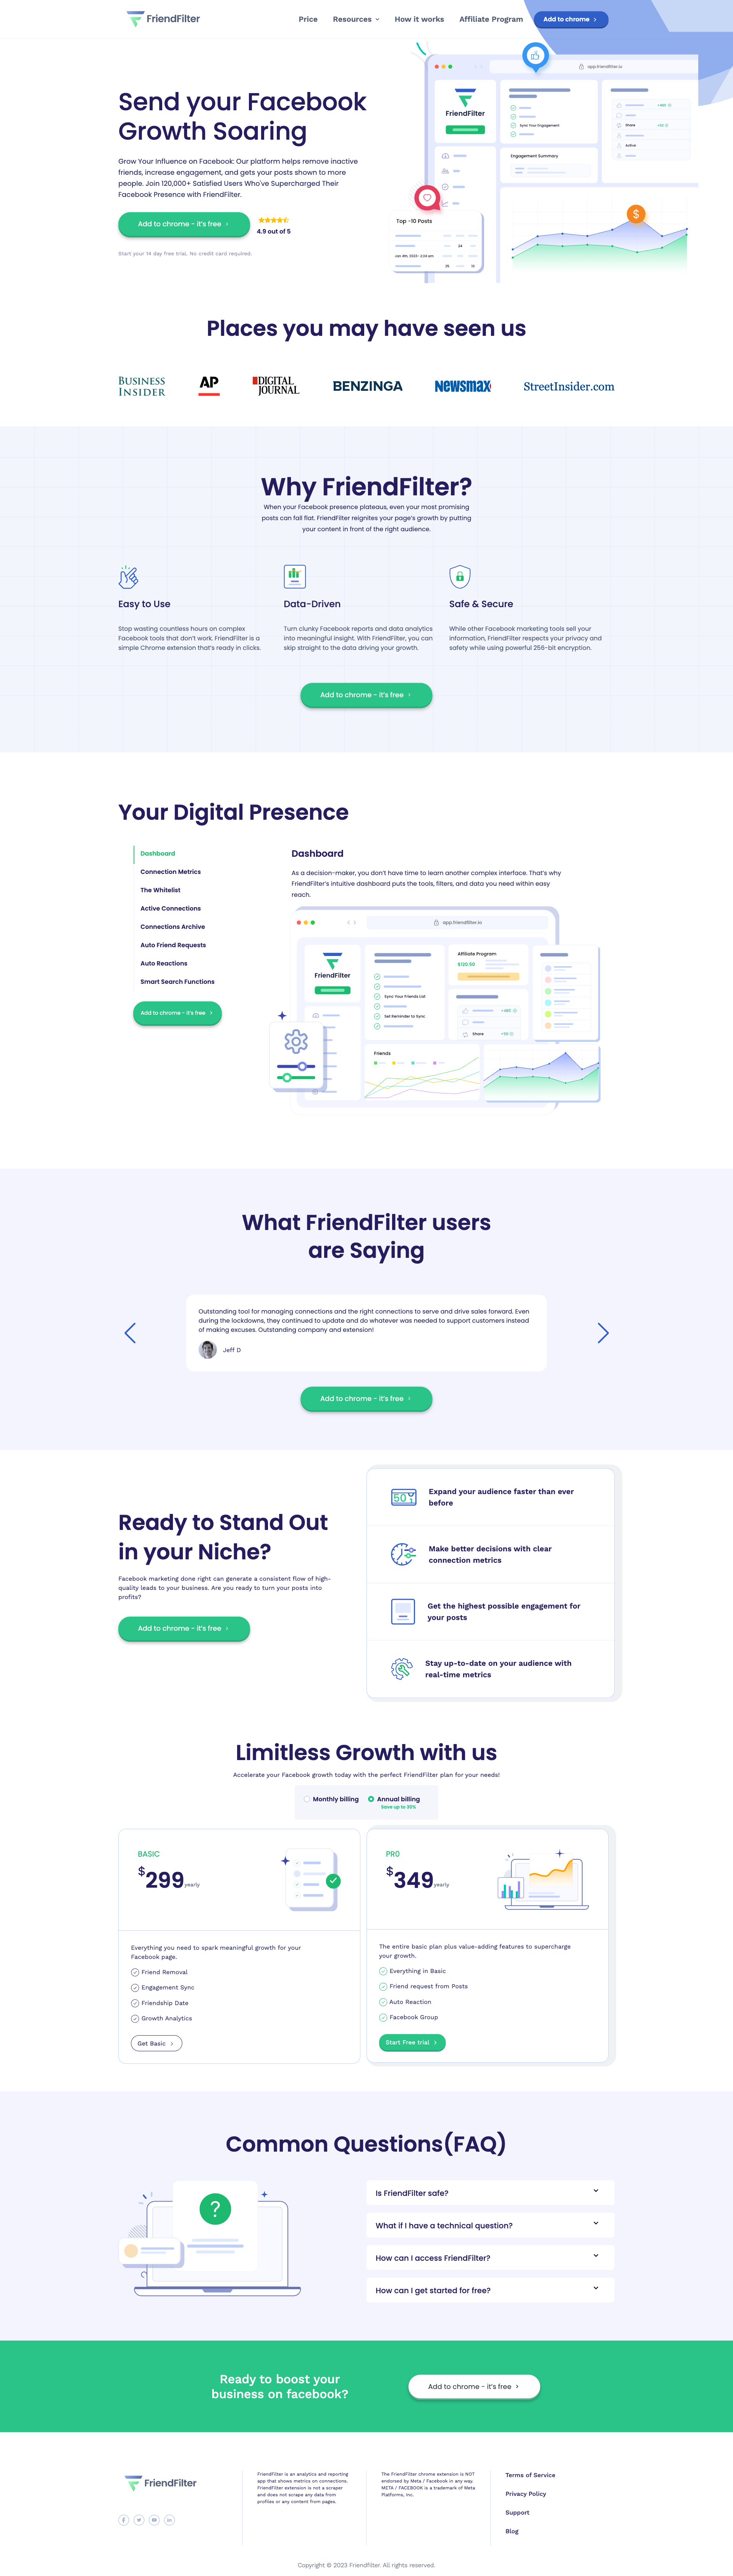 FriendFilter
Price
Resources
How it works
Affiliate Program
Add to chrome
Send your Facebook
Growth Soaring
Grow Your Influence on Facebook: Our platform helps remove inactive
friends, increase engagement, and gets your posts shown to more
people. Join 120,000+ Satisfied Users Who've Supercharged Their
Facebook Presence with FriendFilter.
Add to chrome - it's free
4.9 out of 5
Start your 14 day free trial. No credit card required.
app.friendfilter.io
FriendFilter
Sync Your Engagement
Engagement Summary
+460
Share
+50
Active
$
Top -10 Posts
24
Jan 4th, 2023 - 2:34 am
25
10
Places you may have seen us
BUSINESS
INSIDER
AP
DIGITAL
JOURNAL
BENZINGA
NEWSMAX
StreetInsider.com
Why FriendFilter?
When your Facebook presence plateaus, even your most promising
posts can fall flat. FriendFilter reignites your page's growth by putting
your content in front of the right audience.
Easy to Use
Stop wasting countless hours on complex
Facebook tools that don't work. FriendFilter is a
simple Chrome extension that's ready in clicks.
Data-Driven
Turn clunky Facebook reports and data analytics
into meaningful insight. With FriendFilter, you can
skip straight to the data driving your growth.
Safe & Secure
While other Facebook marketing tools sell your
information, FriendFilter respects your privacy and
safety while using powerful 256-bit encryption.
Add to chrome - it's free
Your Digital Presence
Dashboard
Connection Metrics
The Whitelist
Active Connections
Connections Archive
Auto Friend Requests
Auto Reactions
Smart Search Functions
Add to chrome - it's free
Dashboard
As a decision-maker, you don't have time to learn another complex interface. That's why
FriendFilter's intuitive dashboard puts the tools, filters, and data you need within easy
reach.
app.friendfilter.io
FriendFilter
Sync Your Friends List
Set Reminder to Sync
Affiliate Program
$120.50
+460
Share
+50
Friends
What FriendFilter users
are Saying
Outstanding tool for managing connections and the right connections to serve and drive sales forward. Even
during the lockdowns, they continued to update and do whatever was needed to support customers instead
of making excuses. Outstanding company and extension!
Jeff D
Add to chrome - it's free
Ready to Stand Out
in your Niche?
Facebook marketing done right can generate a consistent flow of high-
quality leads to your business. Are you ready to turn your posts into
profits?
Add to chrome - it's free
50
Expand your audience faster than ever
before
Make better decisions with clear
connection metrics
Get the highest possible engagement for
your posts
Stay up-to-date on your audience with
real-time metrics
Limitless Growth with us
Accelerate your Facebook growth today with the perfect FriendFilter plan for your needs!
Monthly billing
Annual billing
Save up to 30%
BASIC
$299 yearly
Everything you need to spark meaningful growth for your
Facebook page.
Friend Removal
Engagement Sync
Friendship Date
Growth Analytics
Get Basic
PRO
$349 yearly
The entire basic plan plus value-adding features to supercharge
your growth.
Everything in Basic
Friend request from Posts
Auto Reaction
Facebook Group
Start Free trial
Common Questions(FAQ)
?
Is FriendFilter safe?
What if I have a technical question?
How can I access FriendFilter?
How can I get started for free?
Ready to boost your
business on facebook?
Add to chrome - it's free
FriendFilter
FriendFilter is an analytics and reporting
app that shows metrics on connections.
FriendFilter extension is not a scraper
and does not scrape any data from
profiles or any content from pages.
The FriendFilter chrome extension is NOT
endorsed by Meta / Facebook in any way.
META / FACEBOOK is a trademark of Meta
Platforms, Inc.
Terms of Service
Privacy Policy
Support
Blog
Copyright © 2023 Friendfilter. All rights reserved.